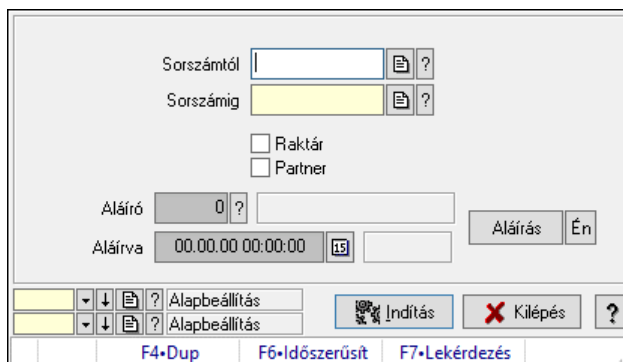 Sorszámtól ?
Sorszámig ?
Raktár
Partner
Aláíró 0 ?
Aláírás Én
Aláírva 00.00.00 00:00:00 15
? Alapbeállítás
? Alapbeállítás
Indítás Kilépés ?
F4•Dup F6•Időszerűsít F7•Lekérdezés